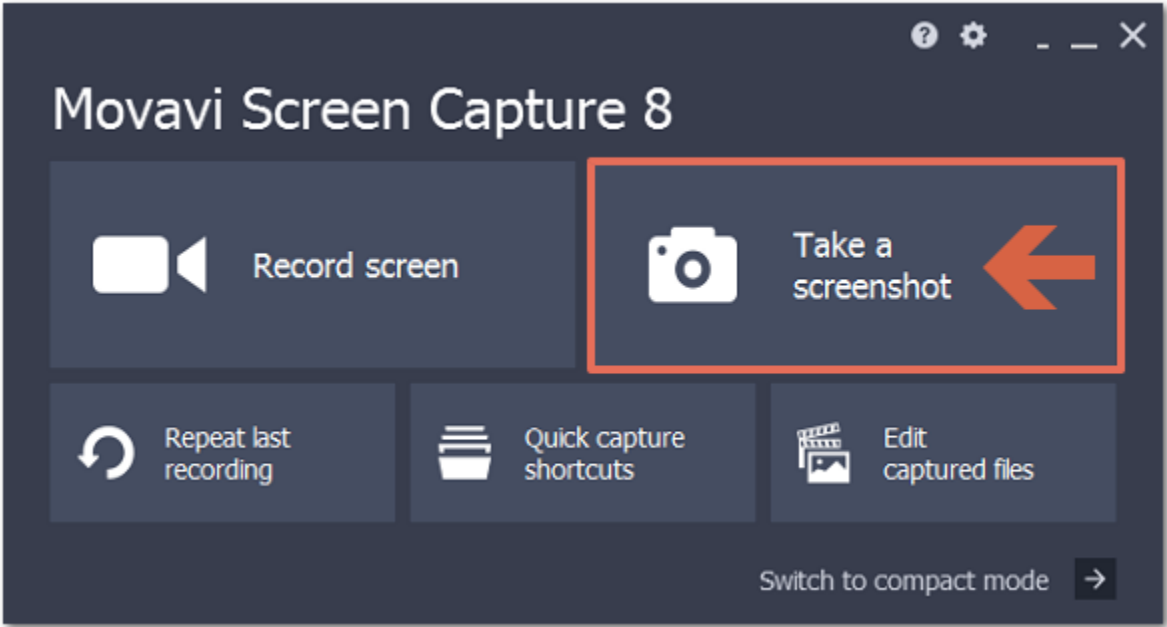 Movavi Screen Capture 8
Record screen
Take a
screenshot
Repeat last
recording
Quick capture
shortcuts
Edit
captured files
Switch to compact mode